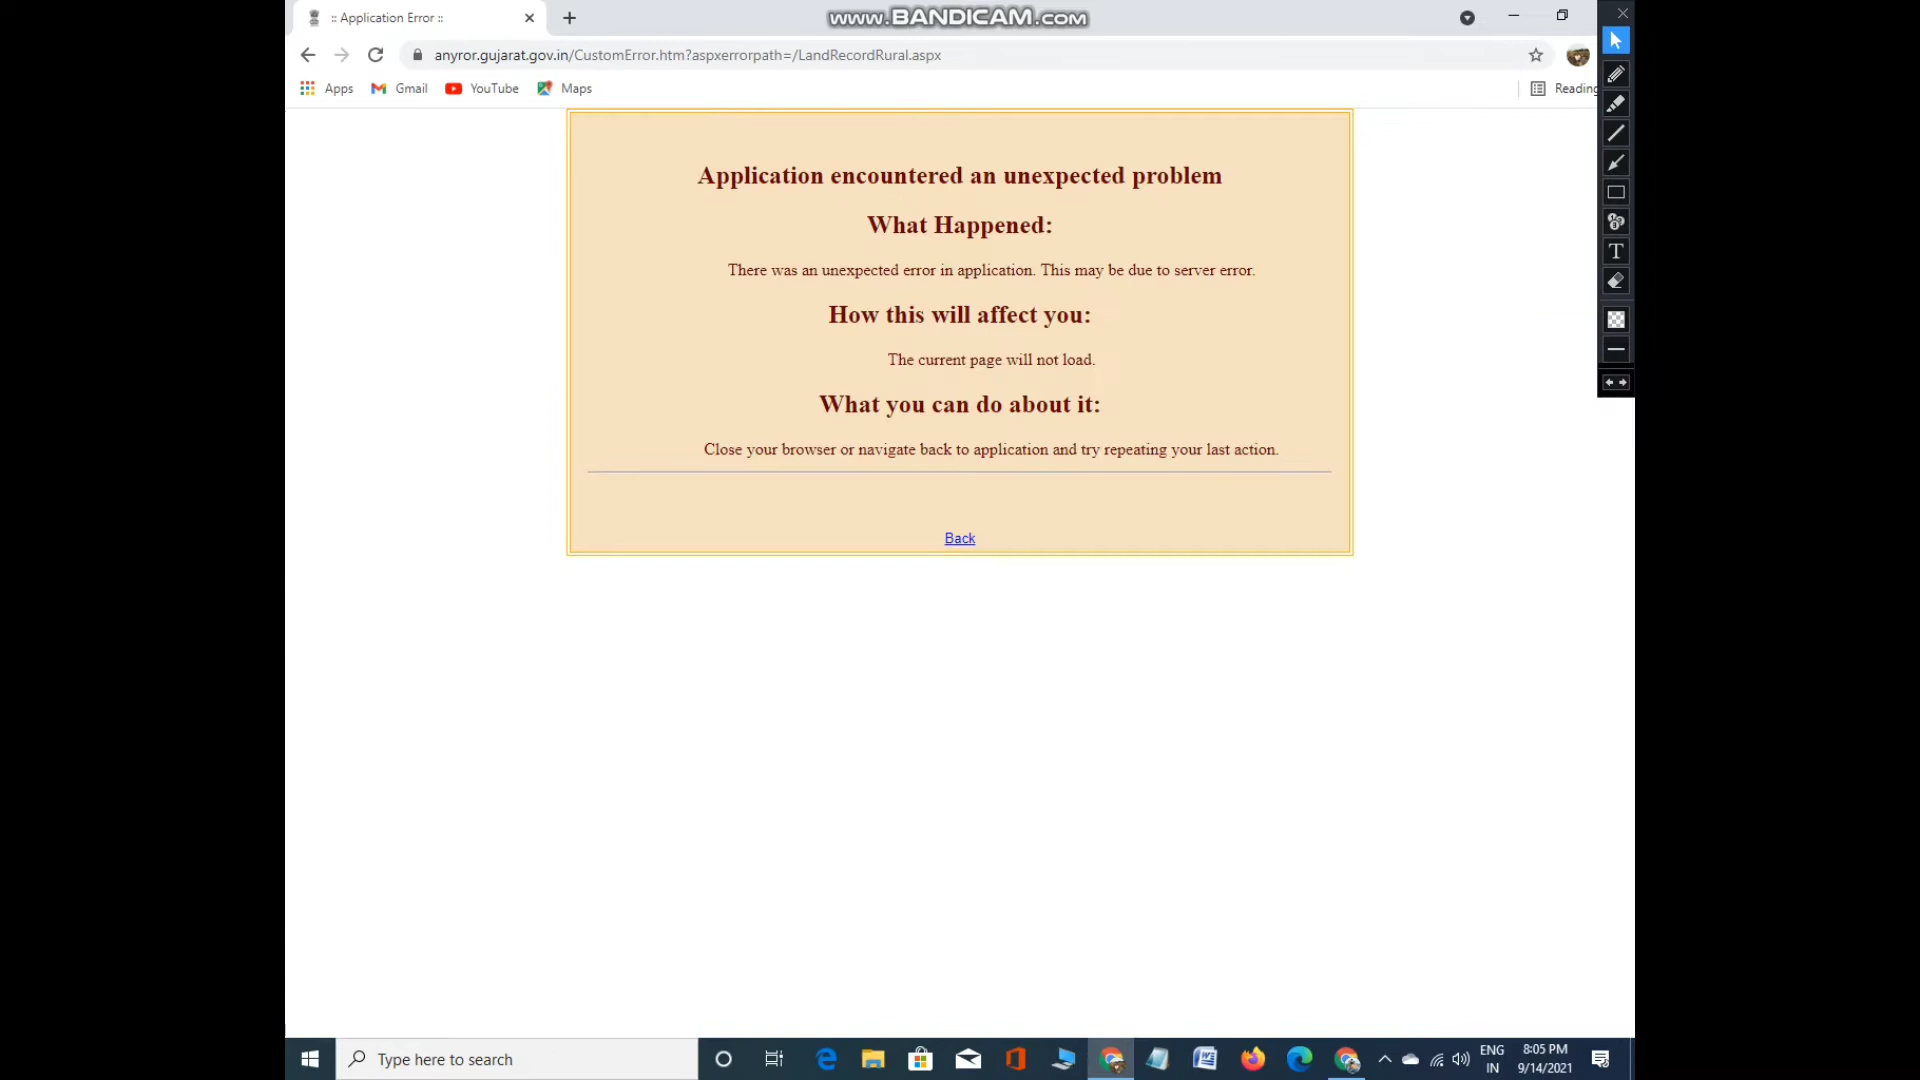 :: Application Error ::
www.BANDICAM.com
anyror.gujarat.gov.in/CustomError.htm?aspxerrorpath=/LandRecordRural.aspx
Apps
Gmail
YouTube
Maps
Reading
Application encountered an unexpected problem
What Happened:
There was an unexpected error in application. This may be due to server error.
How this will affect you:
The current page will not load.
What you can do about it:
Close your browser or navigate back to application and try repeating your last action.
Back
Type here to search
ENG
IN
8:05 PM
9/14/2021